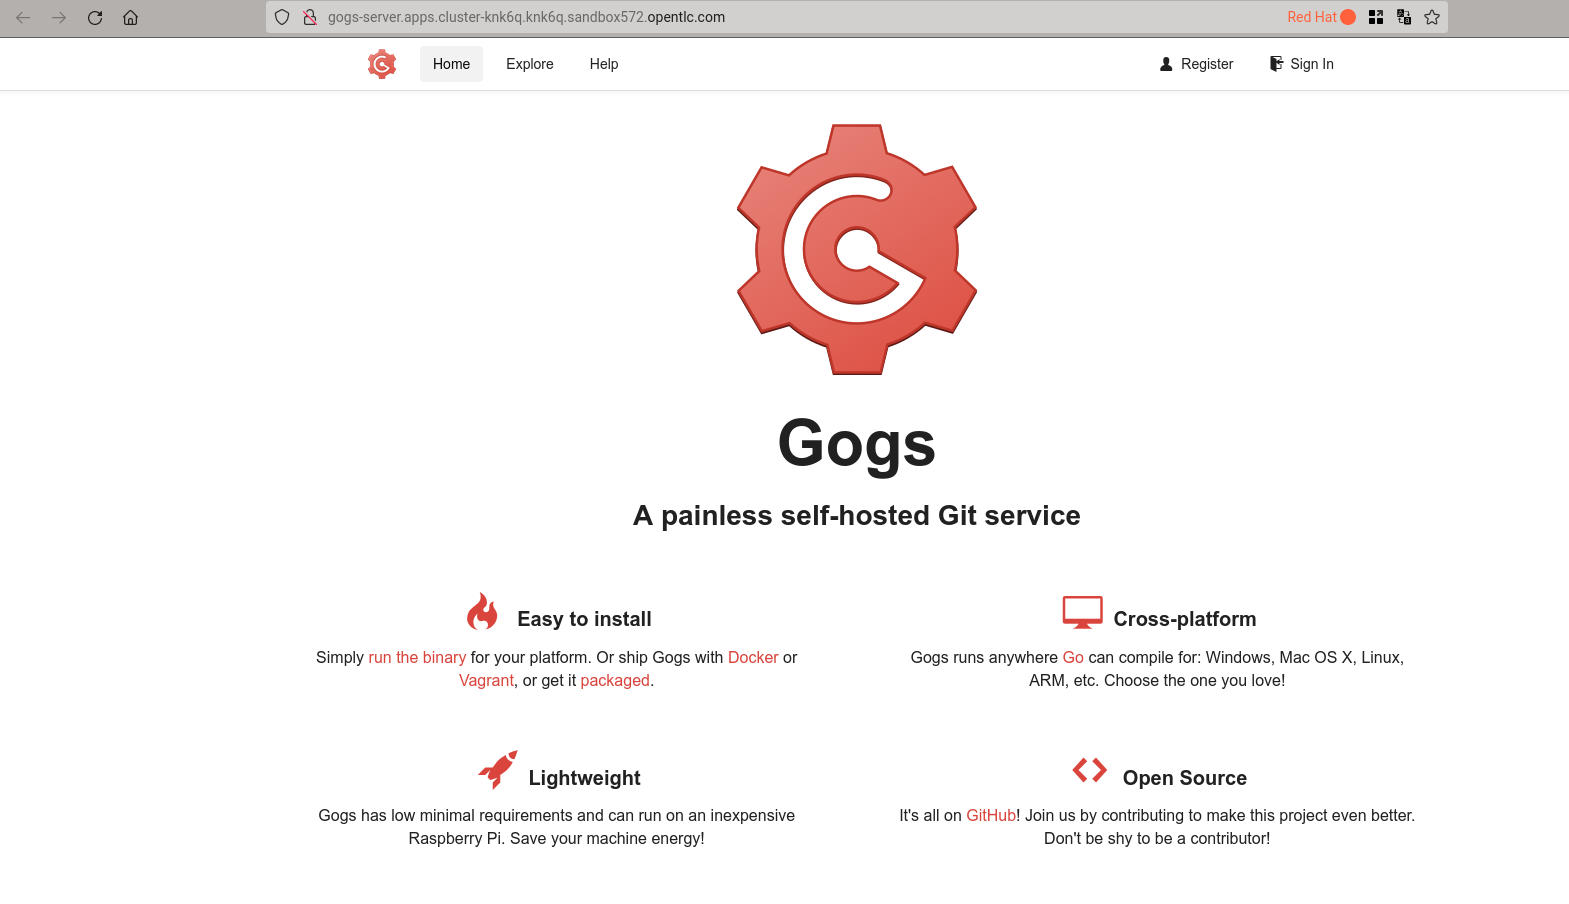 gogs-server.apps.cluster-knk6q.knk6q.sandbox572.opentlc.com
Red Hat
Home
Explore
Help
Register
Sign In
Gogs
A painless self-hosted Git service
Easy to install
Simply run the binary for your platform. Or ship Gogs with Docker or
Vagrant, or get it packaged.
Cross-platform
Gogs runs anywhere Go can compile for: Windows, Mac OS X, Linux,
ARM, etc. Choose the one you love!
Lightweight
Gogs has low minimal requirements and can run on an inexpensive
Raspberry Pi. Save your machine energy!
Open Source
It's all on GitHub! Join us by contributing to make this project even better.
Don't be shy to be a contributor!